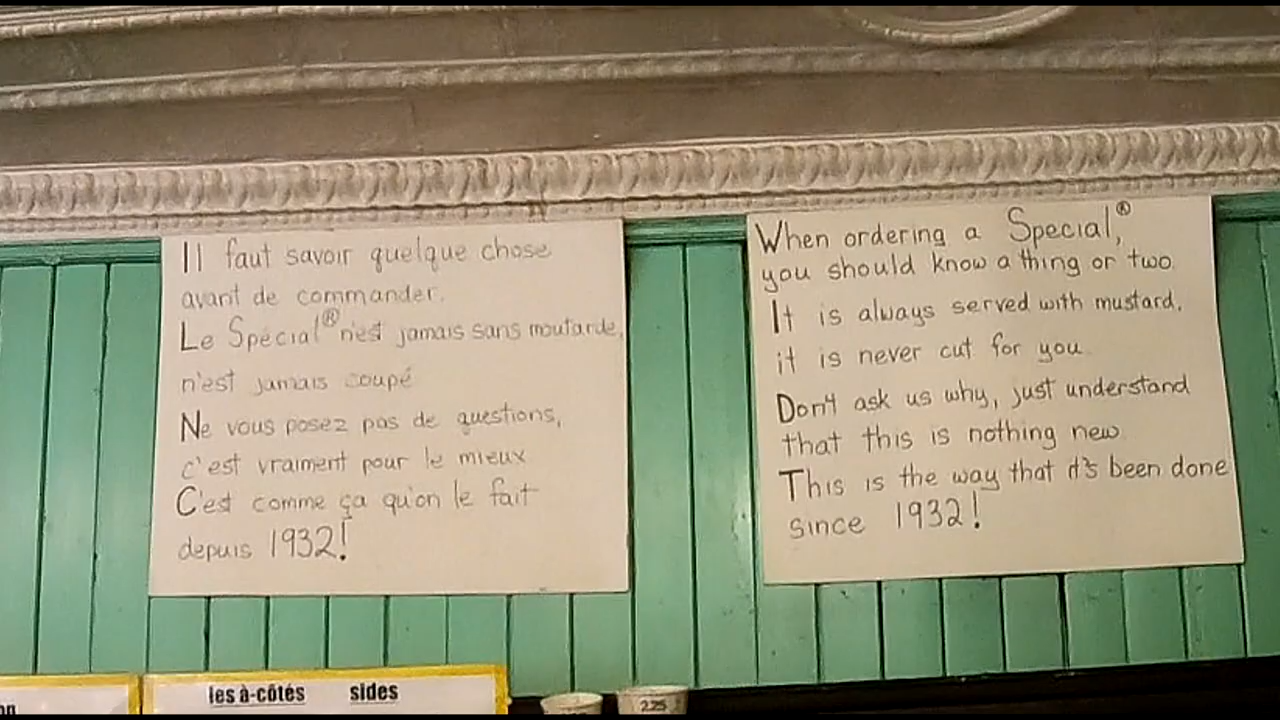 Il faut savoir quelque chose
avant de commander.
Le Spécial® n'est jamais sans moutarde,
n'est jamais coupé
Ne vous posez pas de questions,
c'est vraiment pour le mieux
C'est comme ça qu'on le fait
depuis 1932!
When ordering a Special®,
you should know a thing or two.
It is always served with mustard,
it is never cut for you.
Don't ask us why, just understand
that this is nothing new.
This is the way that it's been done
since 1932!
les à-côtés sides
2.25